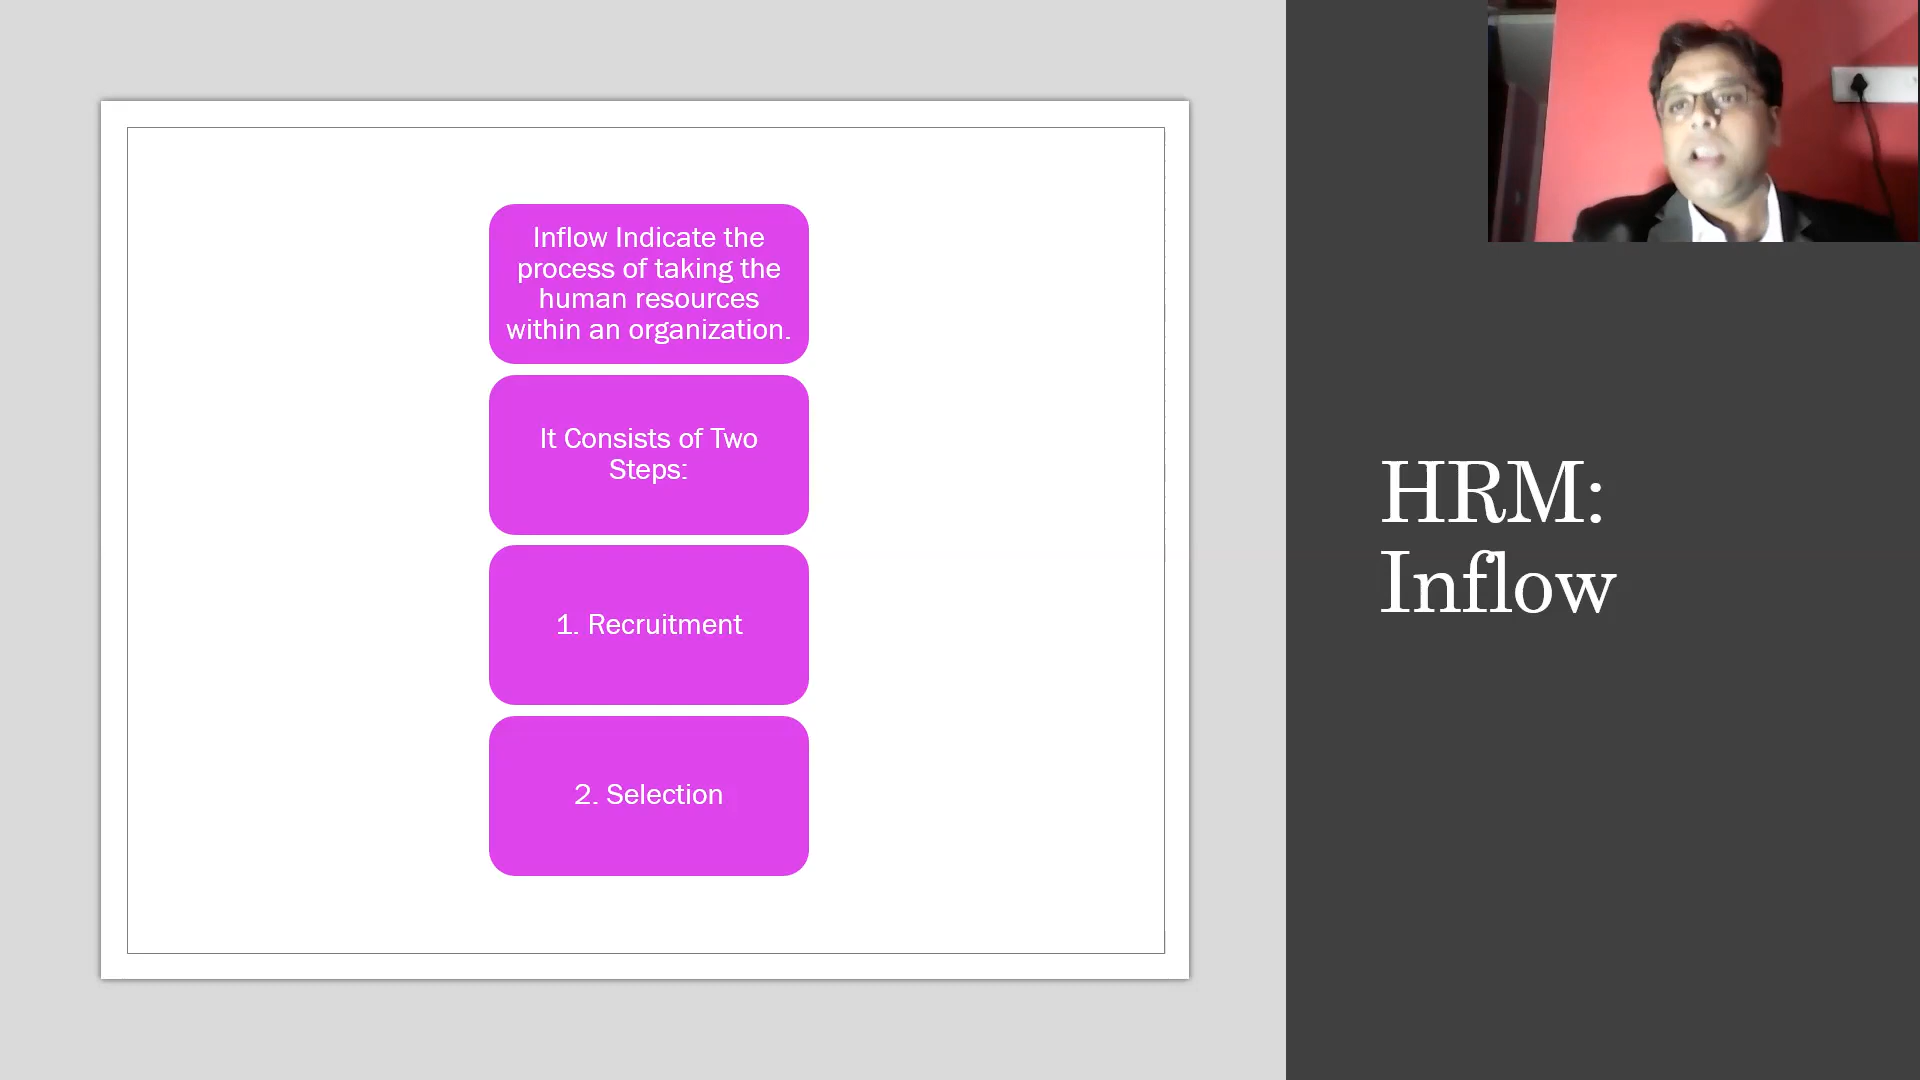 Inflow Indicate the
process of taking the
human resources
within an organization.
It Consists of Two
Steps:
1. Recruitment
2. Selection
HRM:
Inflow